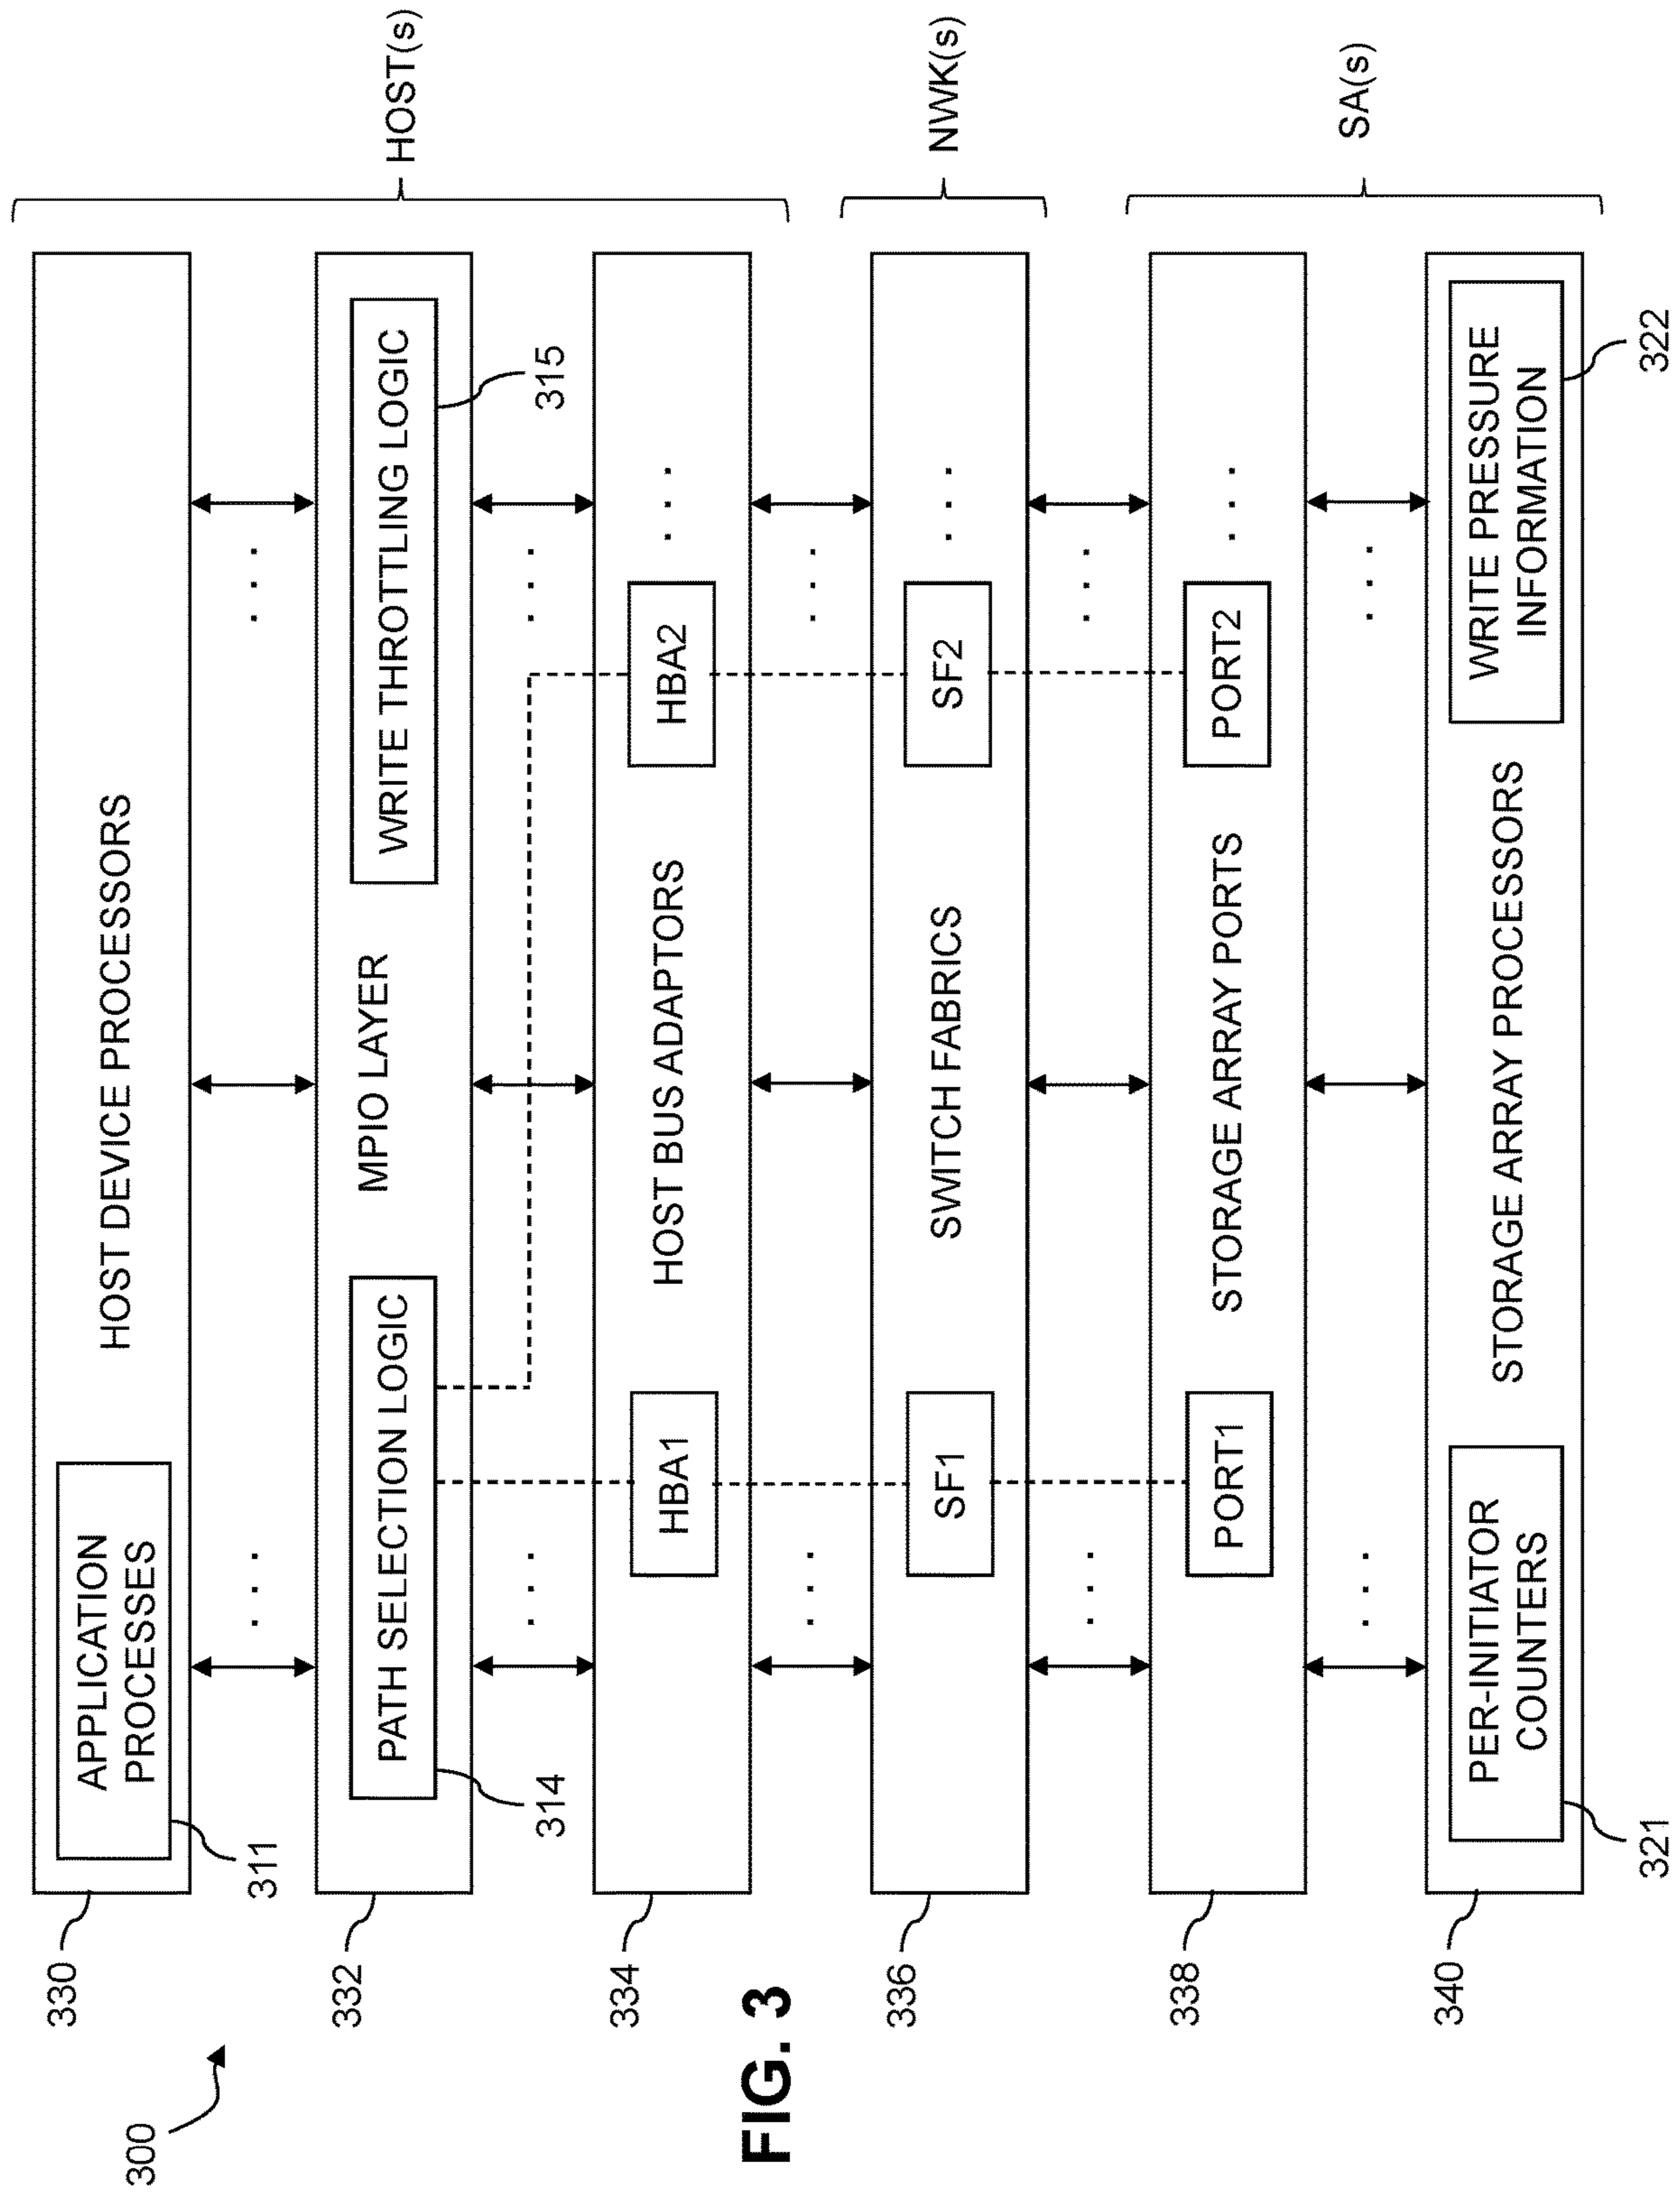 300
330
HOST DEVICE PROCESSORS
APPLICATION
PROCESSES
311
HOST(s)
. . .
. . .
332
PATH SELECTION LOGIC
314
MPIO LAYER
WRITE THROTTLING LOGIC
315
. . .
. . .
334
HBA1
HOST BUS ADAPTORS
HBA2
. . .
. . .
. . .
336
SF1
SWITCH FABRICS
SF2
. . .
NWK(s)
. . .
. . .
338
PORT1
STORAGE ARRAY PORTS
PORT2
. . .
SA(s)
. . .
. . .
340
PER-INITIATOR
COUNTERS
321
STORAGE ARRAY PROCESSORS
WRITE PRESSURE
INFORMATION
322
FIG. 3